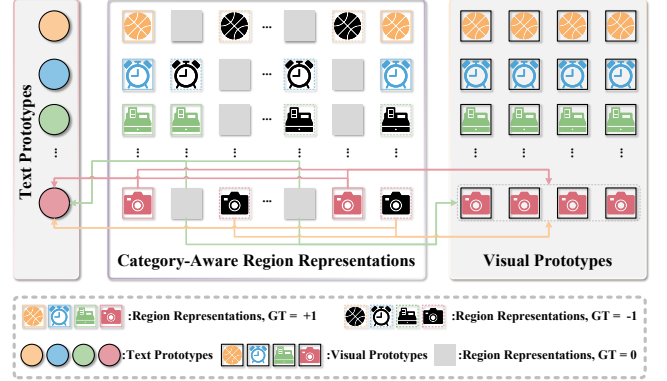 Text Prototypes
...
...
...
...
Category-Aware Region Representations
Visual Prototypes
:Region Representations, GT = +1
:Region Representations, GT = -1
:Text Prototypes
:Visual Prototypes
:Region Representations, GT = 0